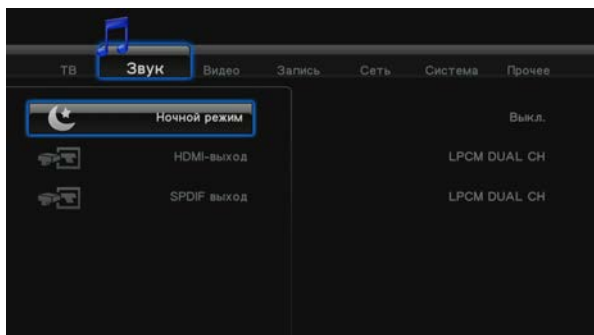 ТВ Звук Видео Запись Сеть Система Прочее
Ночной режим Выкл.
HDMI-выход LPCM DUAL CH
SPDIF выход LPCM DUAL CH